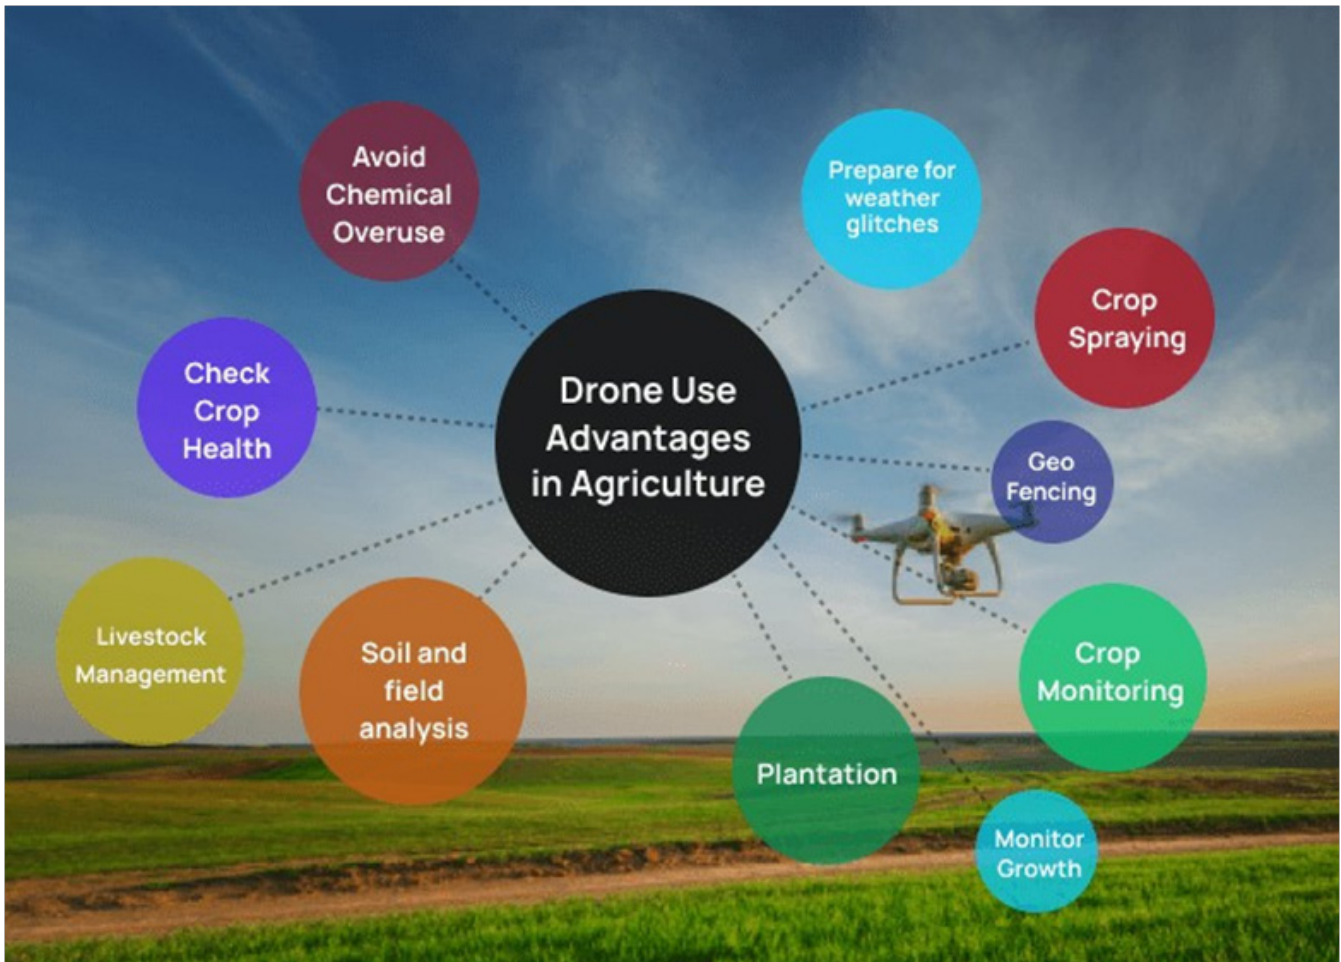 Avoid
Chemical
Overuse
Prepare for
weather
glitches
Crop
Spraying
Check
Crop
Health
Drone Use
Advantages
in Agriculture
Geo
Fencing
Livestock
Management
Soil and
field
analysis
Crop
Monitoring
Plantation
Monitor
Growth